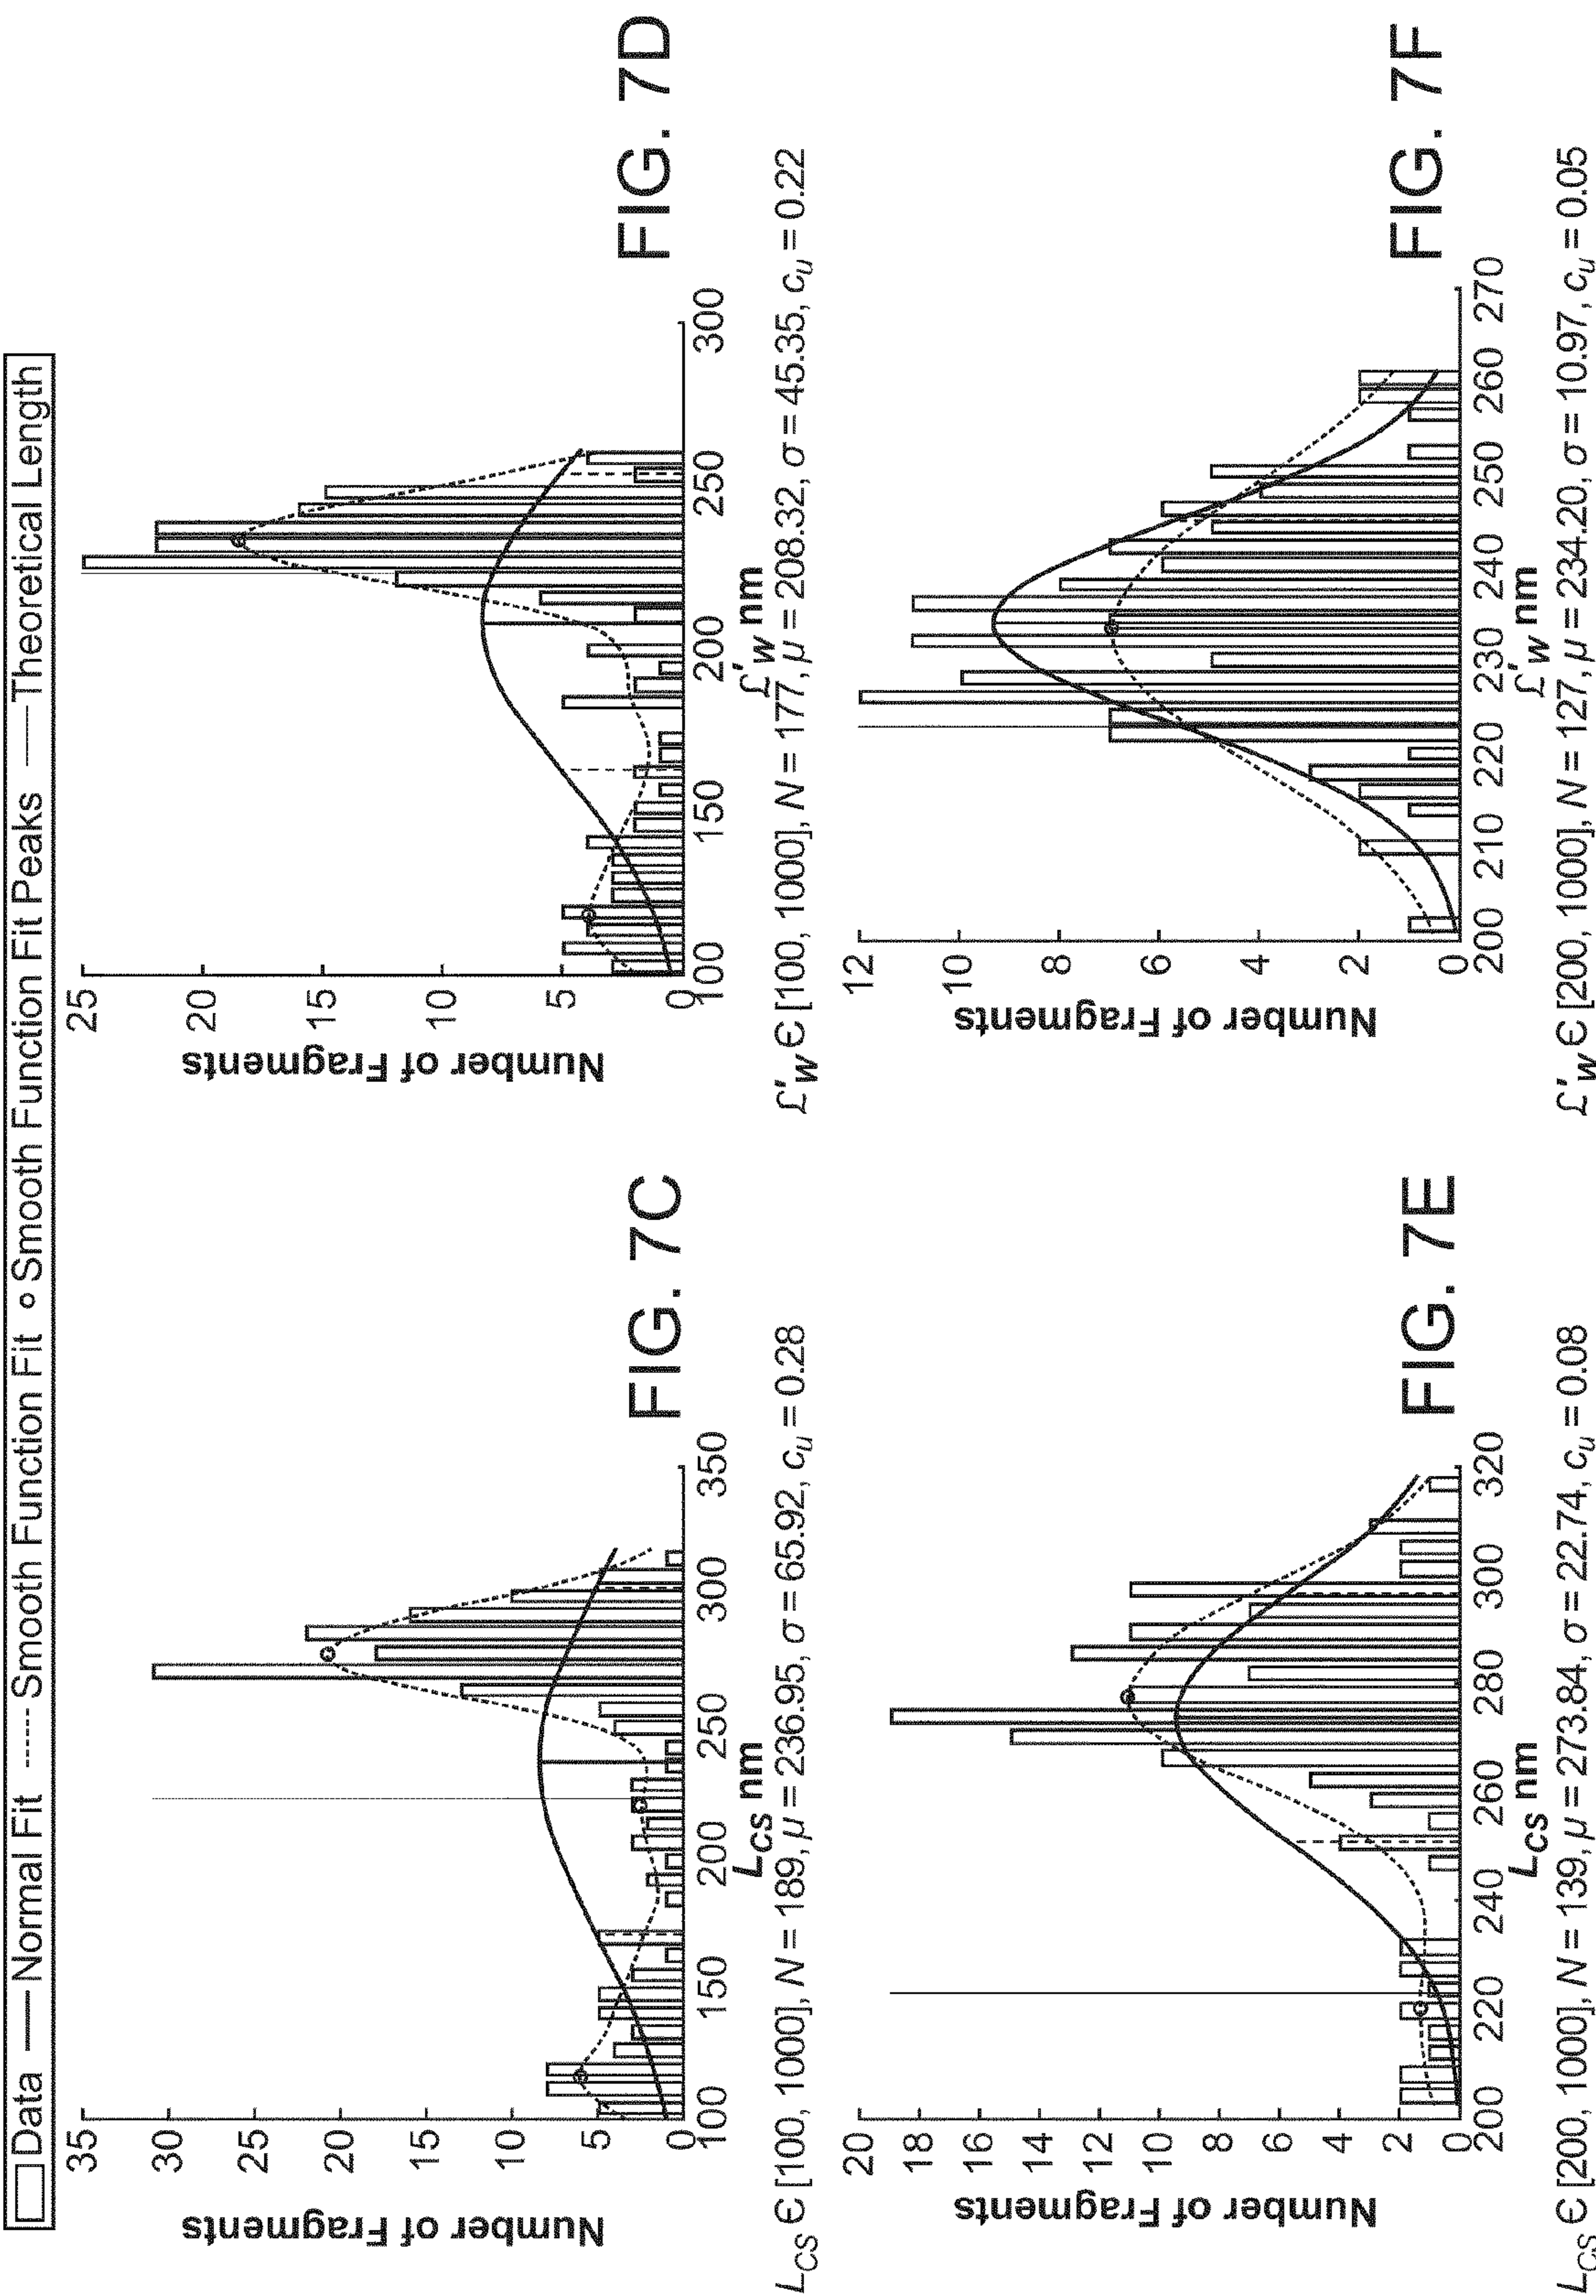 Data Normal Fit Smooth Function Fit Smooth Function Fit Peaks Theoretical Length
35
30
25
20
15
10
5
0
Number of Fragments
100 150 200 250 300 350
L_CS nm
FIG. 7C
L_CS Є [100, 1000], N = 189, μ = 236.95, σ = 65.92, c_u = 0.28
25
20
15
10
5
0
Number of Fragments
100 150 200 250 300
£'_W nm
FIG. 7D
£'_W Є [100, 1000], N = 177, μ = 208.32, σ = 45.35, c_u = 0.22
20
18
16
14
12
10
8
6
4
2
0
Number of Fragments
200 220 240 260 280 300 320
L_CS nm
FIG. 7E
L_CS Є [200, 1000], N = 139, μ = 273.84, σ = 22.74, c_u = 0.08
12
10
8
6
4
2
0
Number of Fragments
200 210 220 230 240 250 260 270
£'_W nm
FIG. 7F
£'_W Є [200, 1000], N = 127, μ = 234.20, σ = 10.97, c_u = 0.05